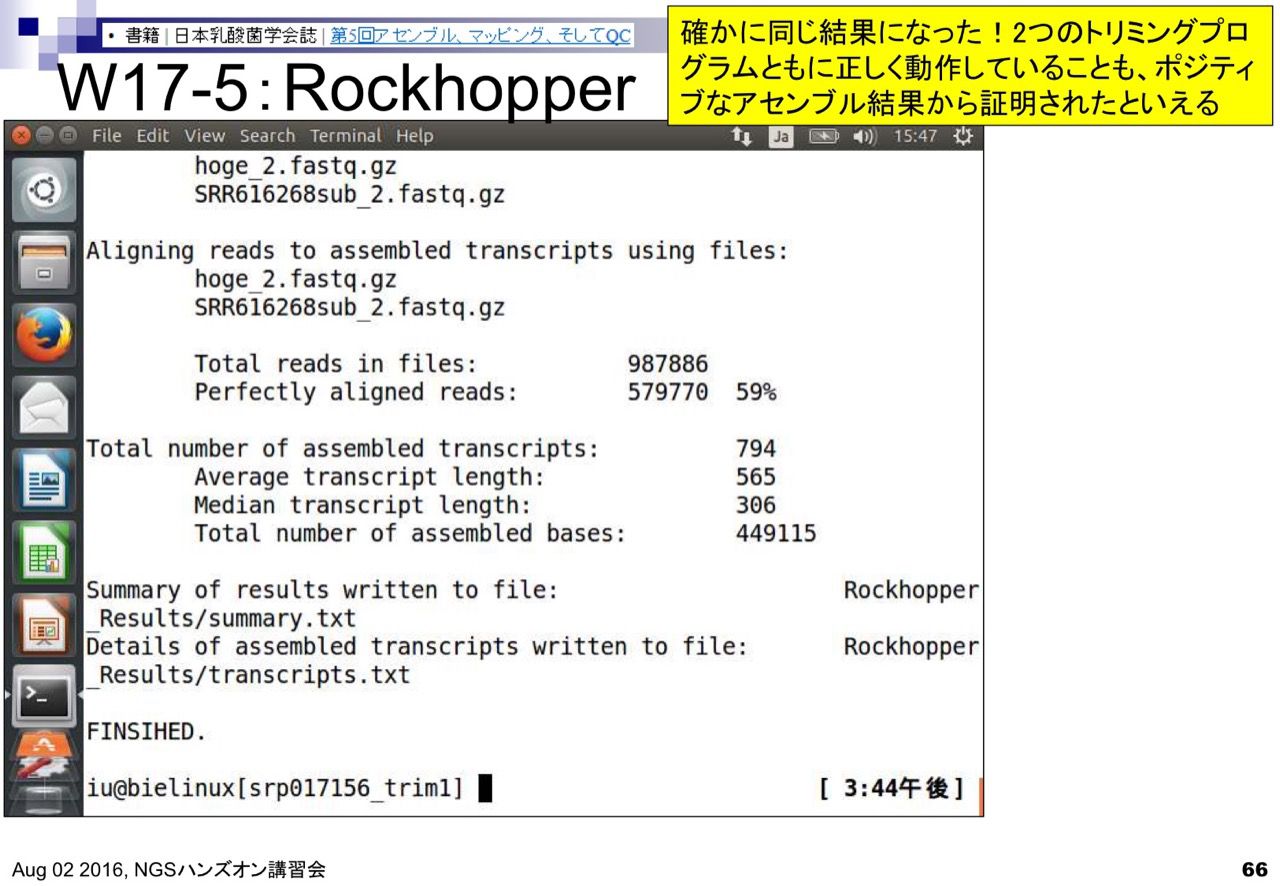 • 書籍 | 日本乳酸菌学会誌 | 第5回アセンブル、マッピング、そしてQC
W17-5：Rockhopper
確かに同じ結果になった！2つのトリミングプロ
グラムともに正しく動作していることも、ポジティ
ブなアセンブル結果から証明されたといえる
File Edit View Search Terminal Help Ja 15:47
hoge_2.fastq.gz
SRR616268sub_2.fastq.gz
Aligning reads to assembled transcripts using files:
hoge_2.fastq.gz
SRR616268sub_2.fastq.gz
Total reads in files: 987886
Perfectly aligned reads: 579770 59%
Total number of assembled transcripts: 794
Average transcript length: 565
Median transcript length: 306
Total number of assembled bases: 449115
Summary of results written to file: Rockhopper
_Results/summary.txt
Details of assembled transcripts written to file: Rockhopper
_Results/transcripts.txt
FINSIHED.
iu@bielinux[srp017156_trim1] [ 3:44午後]
Aug 02 2016, NGSハンズオン講習会
66